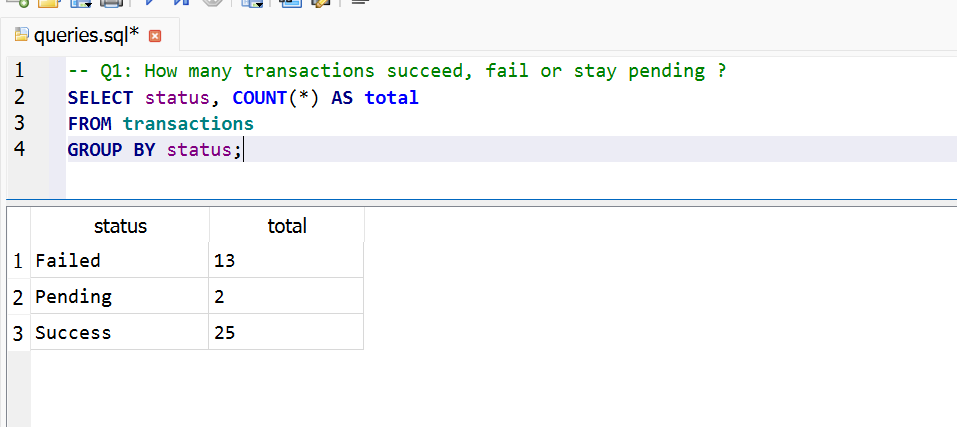 queries.sql*
1 -- Q1: How many transactions succeed, fail or stay pending ?
2 SELECT status, COUNT(*) AS total
3 FROM transactions
4 GROUP BY status;
status total
1 Failed 13
2 Pending 2
3 Success 25